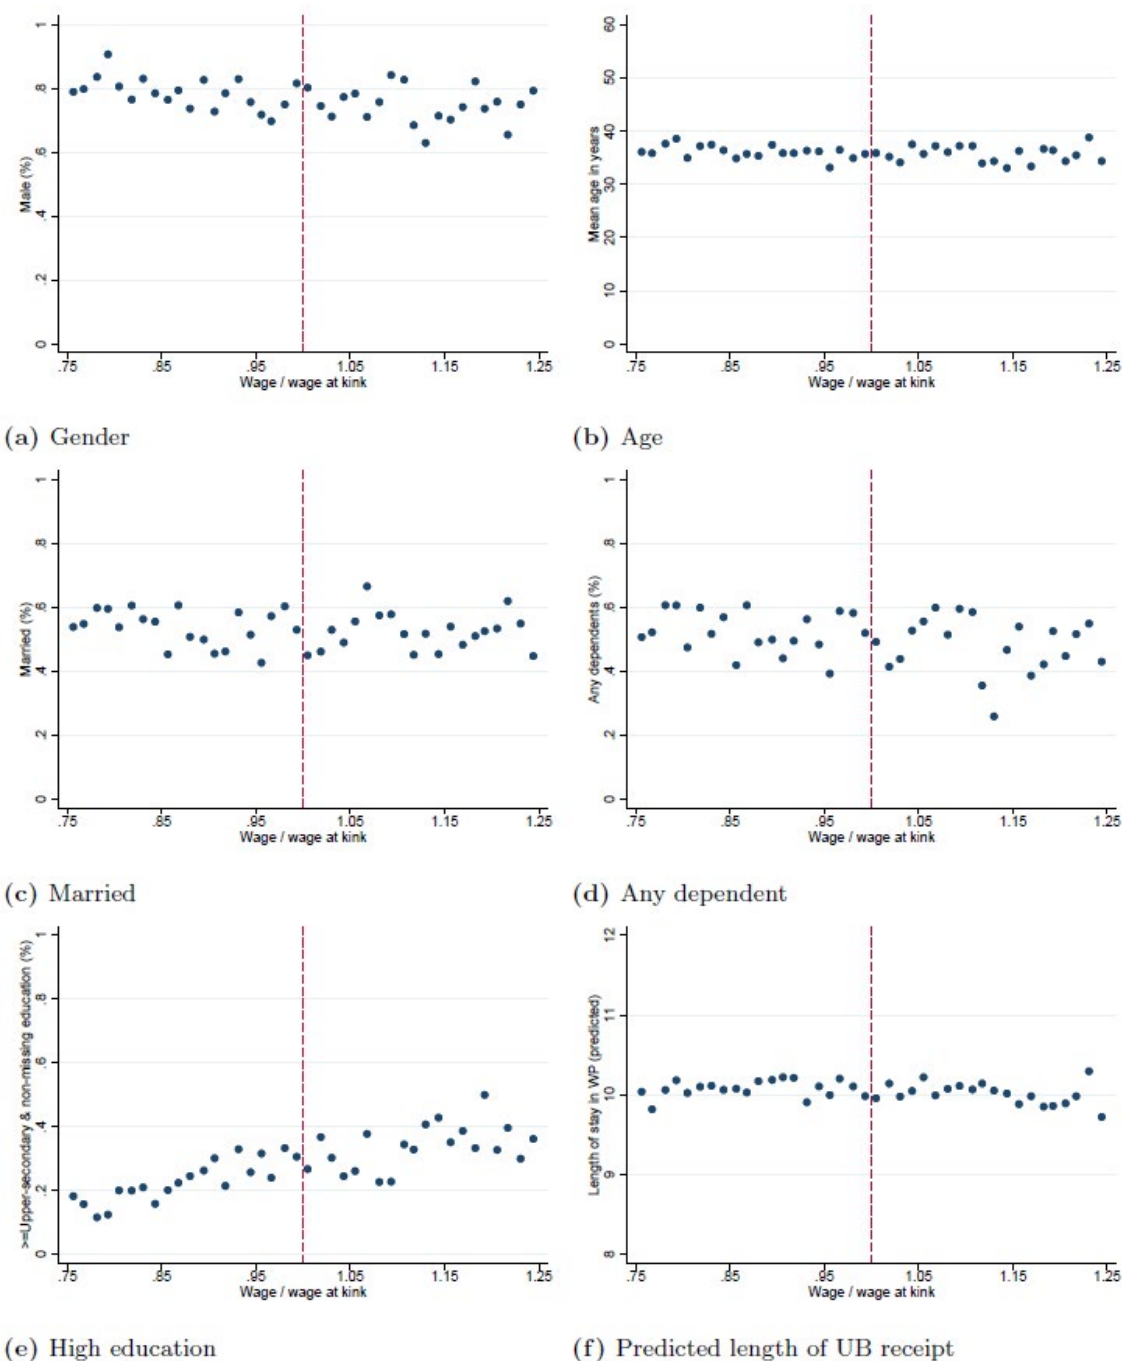 1
.8
.6
.4
.2
0
Male (%)
.75 .85 .95 1.05 1.15 1.25
Wage / wage at kink
(a) Gender
60
50
40
30
20
10
0
Mean age in years
.75 .85 .95 1.05 1.15 1.25
Wage / wage at kink
(b) Age
1
.8
.6
.4
.2
0
Married (%)
.75 .85 .95 1.05 1.15 1.25
Wage / wage at kink
(c) Married
1
.8
.6
.4
.2
0
Any dependents (%)
.75 .85 .95 1.05 1.15 1.25
Wage / wage at kink
(d) Any dependent
1
.8
.6
.4
.2
0
>=Upper-secondary & non-missing education (%)
.75 .85 .95 1.05 1.15 1.25
Wage / wage at kink
(e) High education
12
11
10
9
8
Length of stay in WP (predicted)
.75 .85 .95 1.05 1.15 1.25
Wage / wage at kink
(f) Predicted length of UB receipt